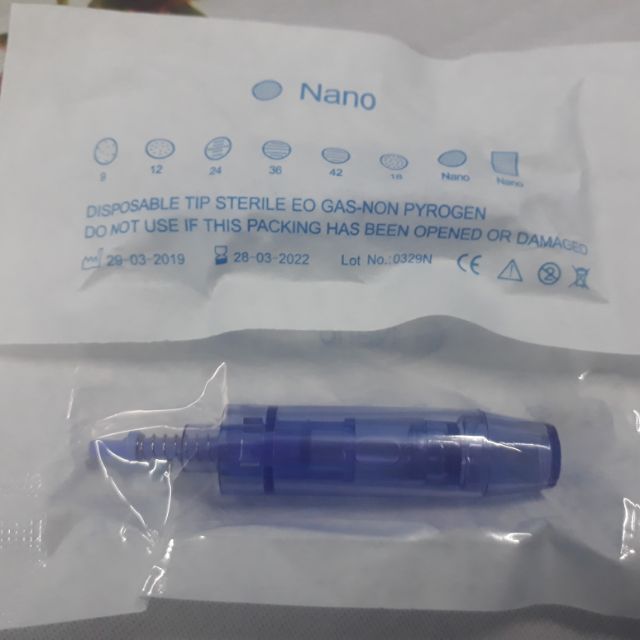 Nano
9 12 24 36 42 18 Nano Nano
DISPOSABLE TIP STERILE EO GAS-NON PYROGEN
DO NOT USE IF THIS PACKING HAS BEEN OPENED OR DAMAGED
29-03-2019 28-03-2022 Lot No.:0329N CE